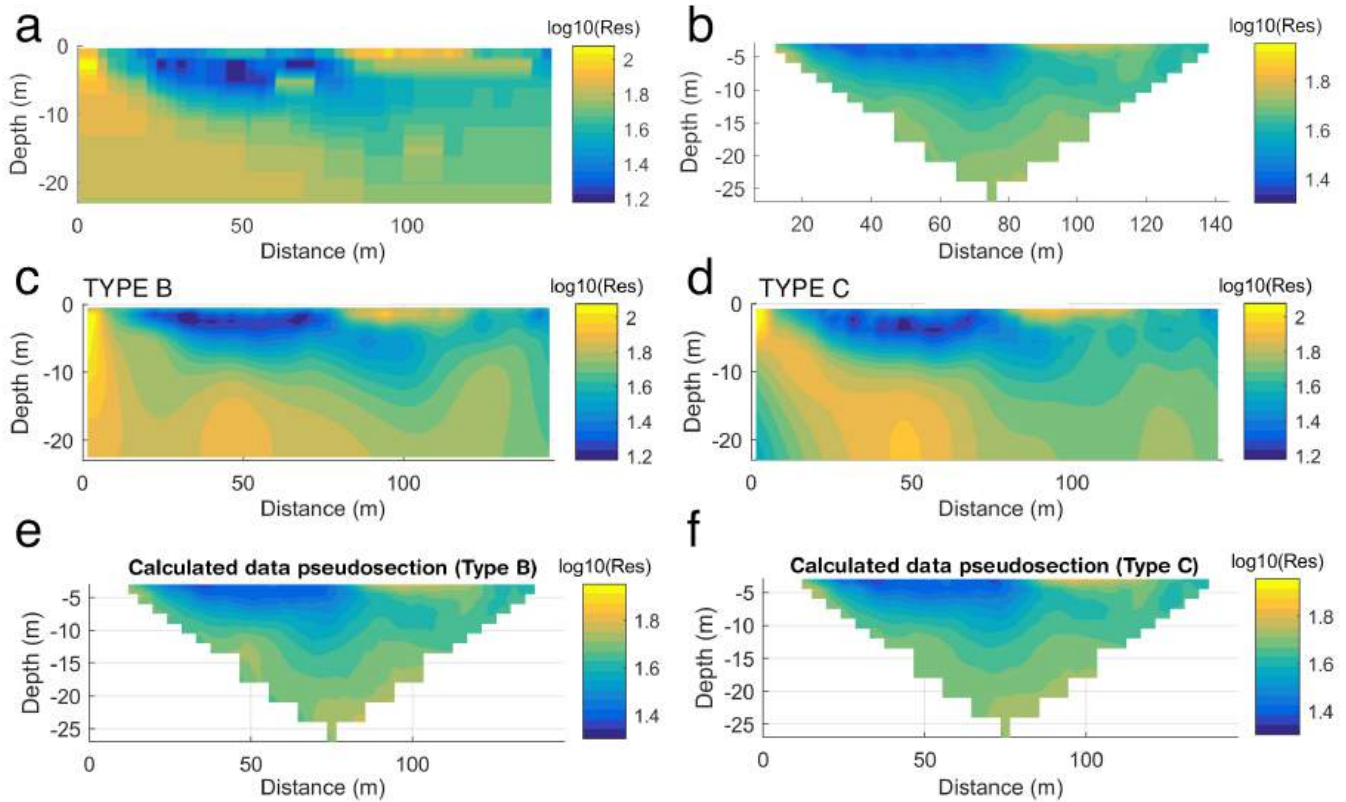 a
log10(Res)
0
-10
-20
Depth (m)
0
50
100
Distance (m)
2
1.8
1.6
1.4
1.2
b
log10(Res)
0
-5
-10
-15
-20
-25
Depth (m)
20
40
60
80
100
120
140
Distance (m)
1.8
1.6
1.4
c
TYPE B
log10(Res)
0
-10
-20
Depth (m)
0
50
100
Distance (m)
2
1.8
1.6
1.4
1.2
d
TYPE C
log10(Res)
0
-10
-20
Depth (m)
0
50
100
Distance (m)
2
1.8
1.6
1.4
1.2
e
Calculated data pseudosection (Type B)
log10(Res)
-5
-10
-15
-20
-25
Depth (m)
0
50
100
Distance (m)
1.8
1.6
1.4
f
Calculated data pseudosection (Type C)
log10(Res)
-5
-10
-15
-20
-25
Depth (m)
0
50
100
Distance (m)
1.8
1.6
1.4